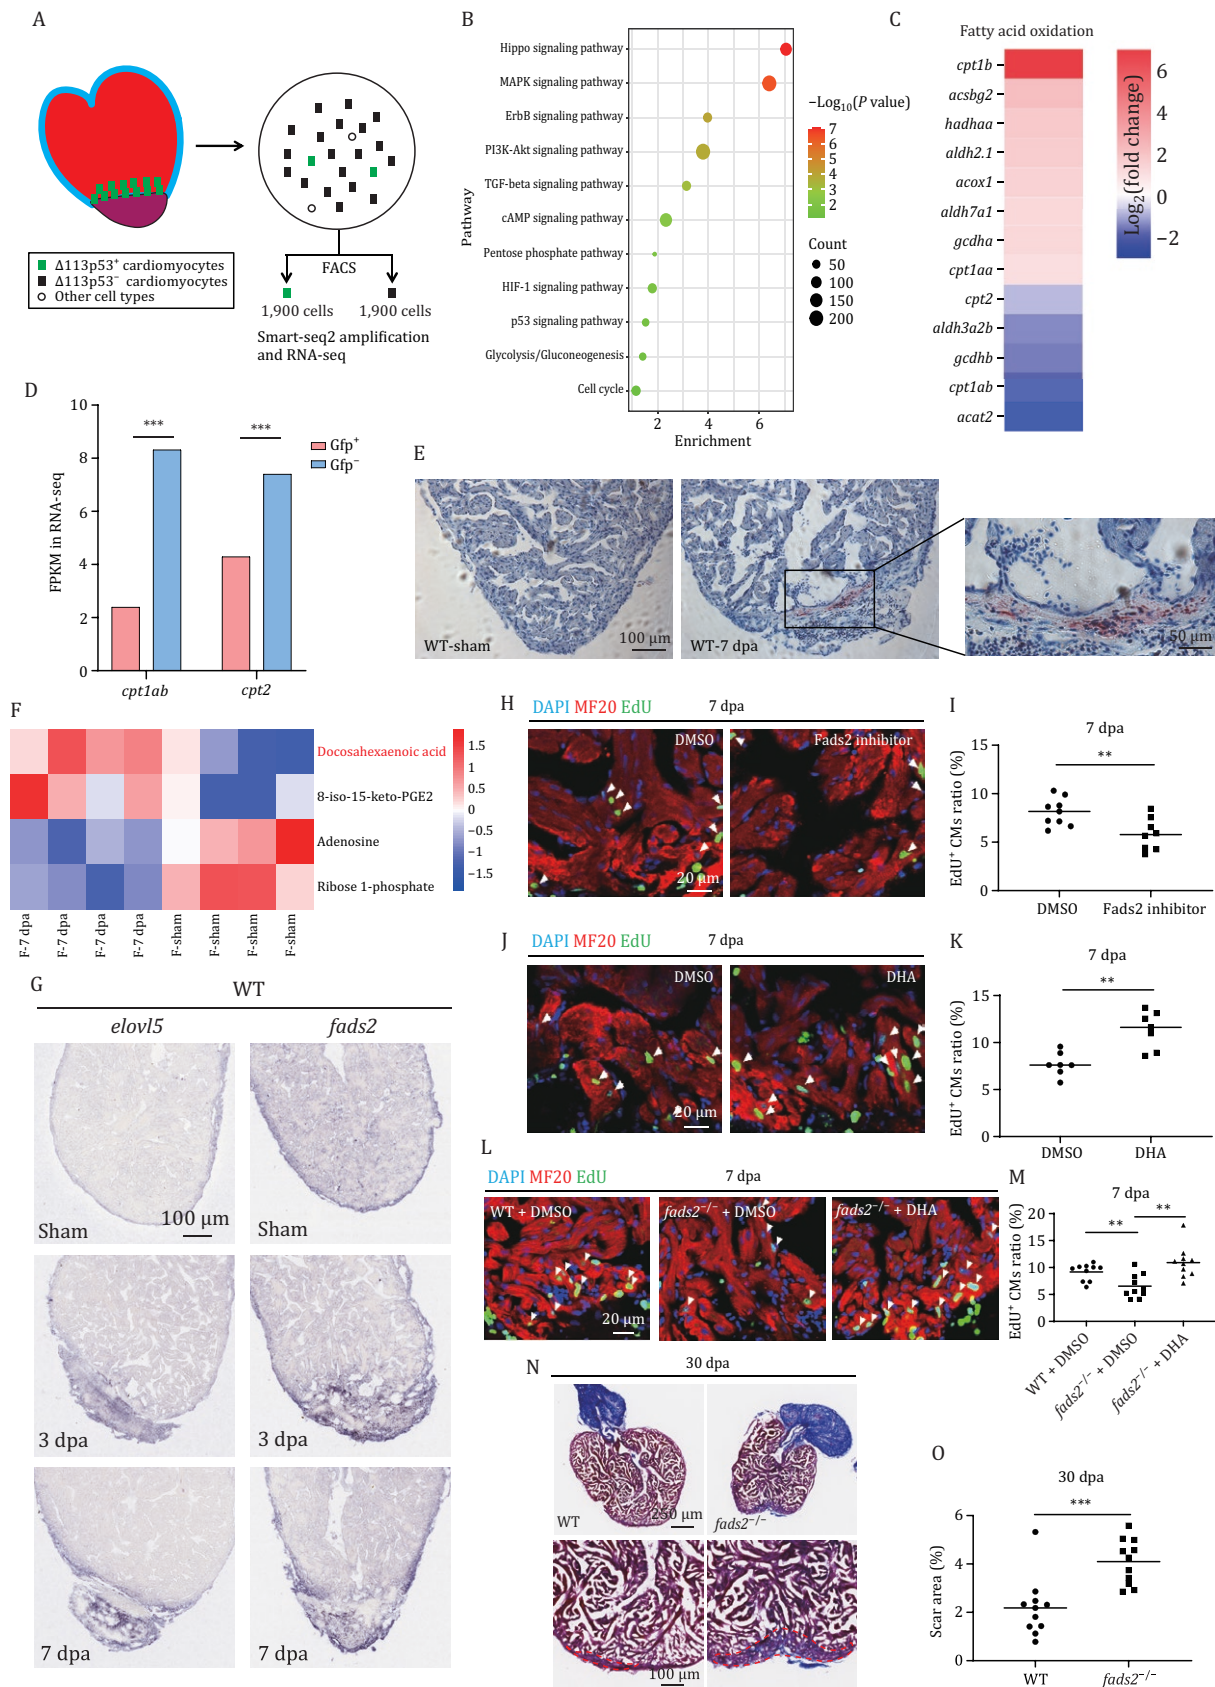 A
Δ113p53⁺ cardiomyocytes
Δ113p53⁻ cardiomyocytes
Other cell types
FACS
1,900 cells
1,900 cells
Smart-seq2 amplification
and RNA-seq
B
Pathway
Hippo signaling pathway
MAPK signaling pathway
ErbB signaling pathway
PI3K-Akt signaling pathway
TGF-beta signaling pathway
cAMP signaling pathway
Pentose phosphate pathway
HIF-1 signaling pathway
p53 signaling pathway
Glycolysis/Gluconeogenesis
Cell cycle
2 4 6
Enrichment
−Log₁₀(P value)
7
6
5
4
3
2
Count
50
100
150
200
C
Fatty acid oxidation
cpt1b
acsbg2
hadhaa
aldh2.1
acox1
aldh7a1
gcdha
cpt1aa
cpt2
aldh3a2b
gcdhb
cpt1ab
acat2
Log₂(fold change)
6
4
2
0
−2
D
FPKM in RNA-seq
10
8
6
4
2
0
*** ***
cpt1ab cpt2
Gfp⁺
Gfp⁻
E
WT-sham
100 μm
WT-7 dpa
50 μm
F
Docosahexaenoic acid
8-iso-15-keto-PGE2
Adenosine
Ribose 1-phosphate
F-7 dpa
F-7 dpa
F-7 dpa
F-7 dpa
F-sham
F-sham
F-sham
F-sham
1.5
1
0.5
0
−0.5
−1
−1.5
G
WT
elovl5 fads2
Sham
100 μm
Sham
3 dpa
3 dpa
7 dpa
7 dpa
H
DAPI MF20 EdU 7 dpa
DMSO
20 μm
Fads2 inhibitor
I
7 dpa
EdU⁺ CMs ratio (%)
15
10
5
0
**
DMSO Fads2 inhibitor
J
DAPI MF20 EdU 7 dpa
DMSO
20 μm
DHA
K
7 dpa
EdU⁺ CMs ratio (%)
15
10
5
0
**
DMSO DHA
L
DAPI MF20 EdU 7 dpa
WT + DMSO
20 μm
fads2⁻/⁻ + DMSO
fads2⁻/⁻ + DHA
M
7 dpa
EdU⁺ CMs ratio (%)
20
15
10
5
0
** **
WT + DMSO
fads2⁻/⁻ + DMSO
fads2⁻/⁻ + DHA
N
30 dpa
WT
250 μm
fads2⁻/⁻
100 μm
O
30 dpa
Scar area (%)
6
4
2
0
***
WT fads2⁻/⁻